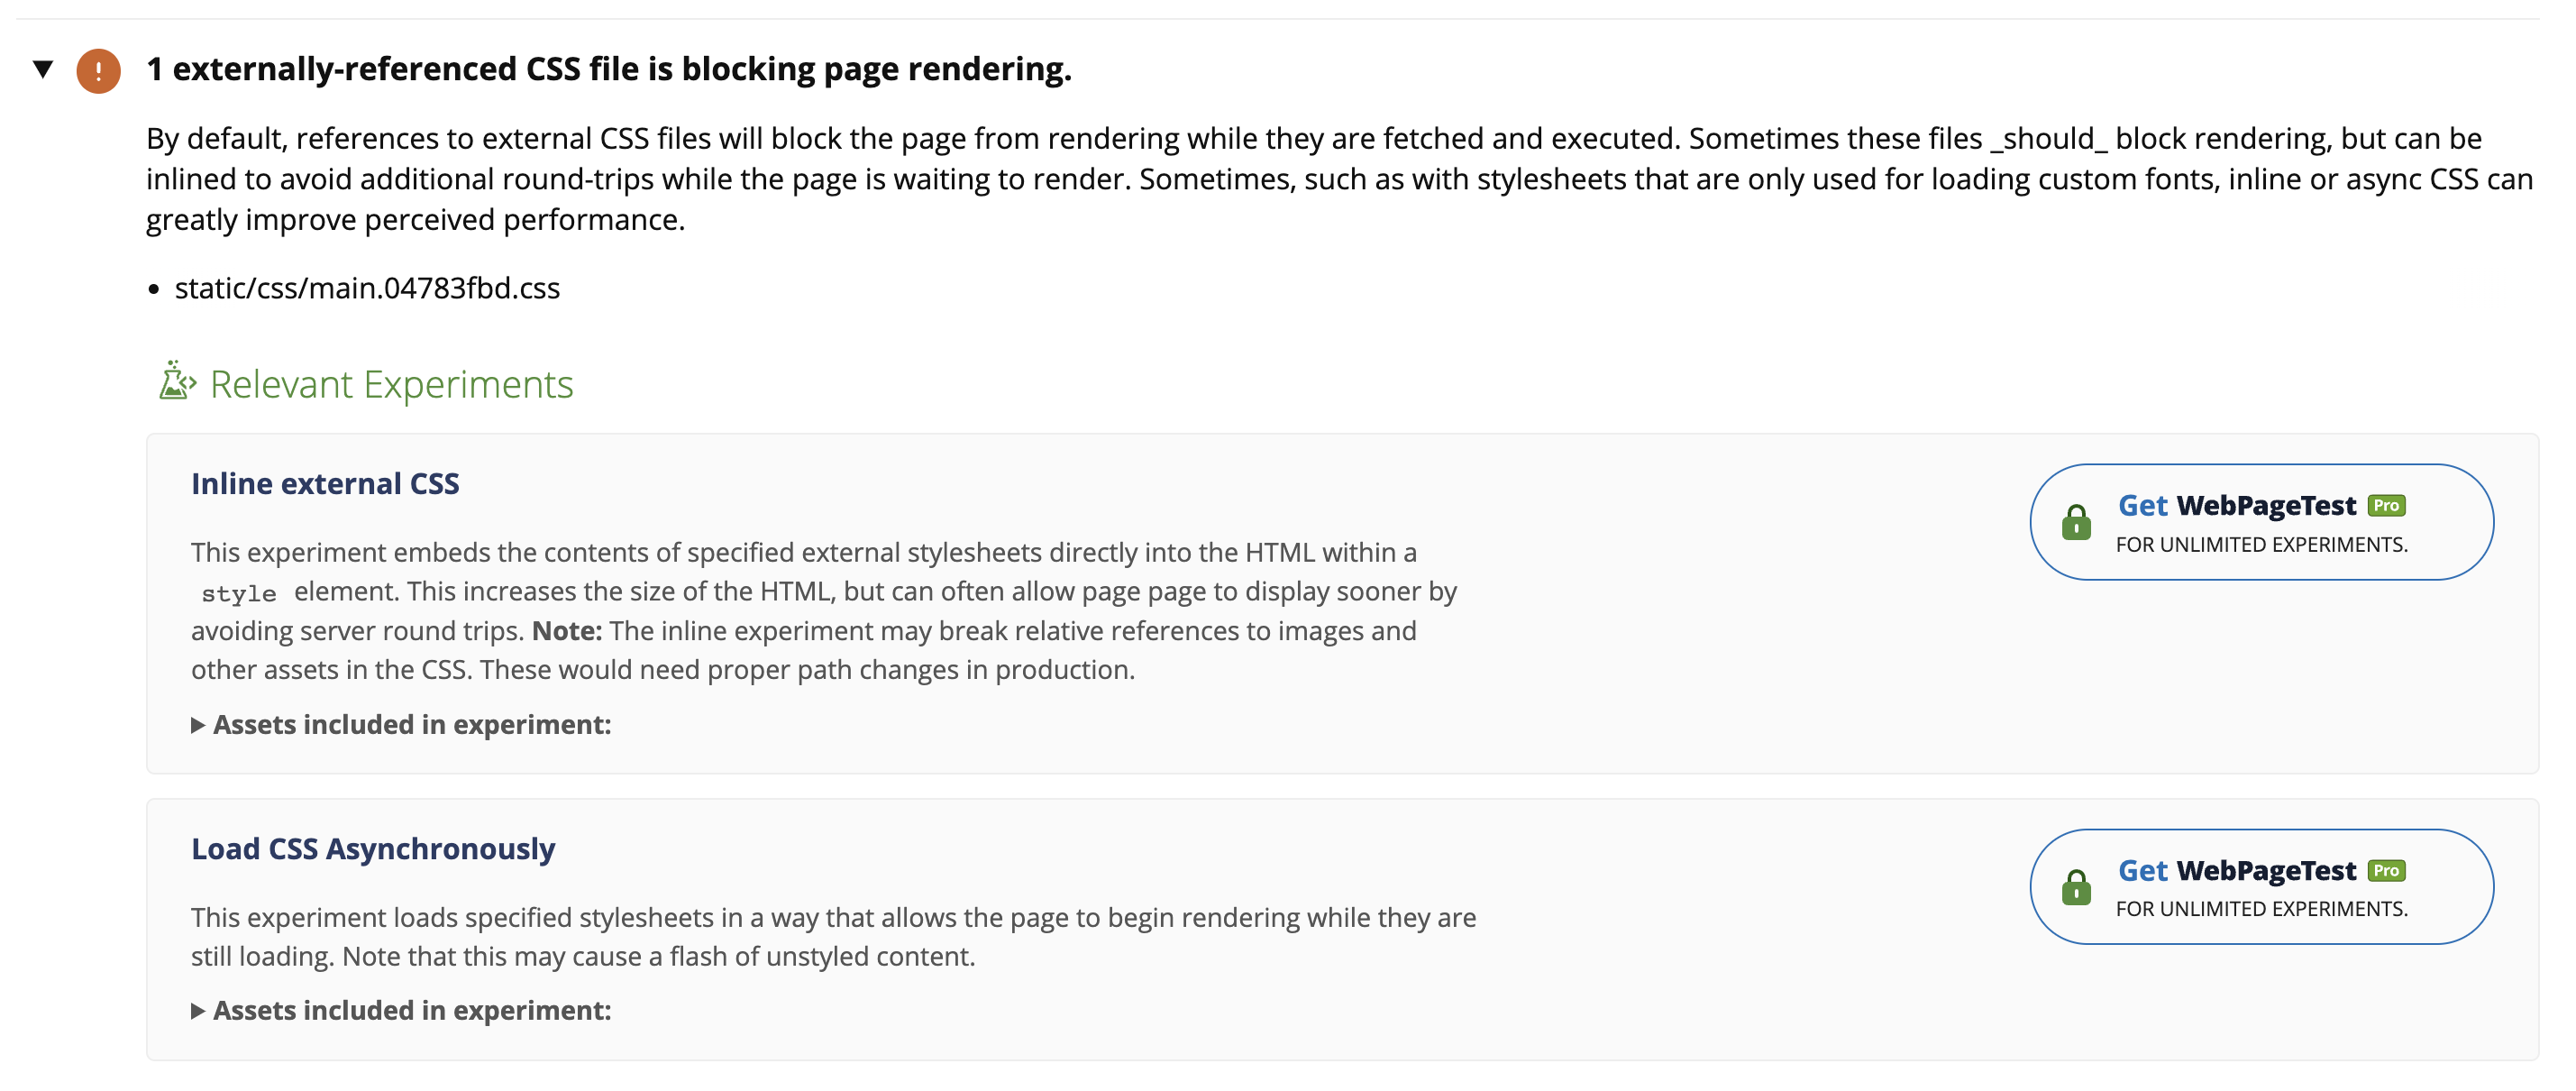 1 externally-referenced CSS file is blocking page rendering.
By default, references to external CSS files will block the page from rendering while they are fetched and executed. Sometimes these files _should_ block rendering, but can be
inlined to avoid additional round-trips while the page is waiting to render. Sometimes, such as with stylesheets that are only used for loading custom fonts, inline or async CSS can
greatly improve perceived performance.
• static/css/main.04783fbd.css
Relevant Experiments
Inline external CSS
This experiment embeds the contents of specified external stylesheets directly into the HTML within a
style element. This increases the size of the HTML, but can often allow page page to display sooner by
avoiding server round trips. Note: The inline experiment may break relative references to images and
other assets in the CSS. These would need proper path changes in production.
Assets included in experiment:
Get WebPageTest Pro
FOR UNLIMITED EXPERIMENTS.
Load CSS Asynchronously
This experiment loads specified stylesheets in a way that allows the page to begin rendering while they are
still loading. Note that this may cause a flash of unstyled content.
Assets included in experiment:
Get WebPageTest Pro
FOR UNLIMITED EXPERIMENTS.